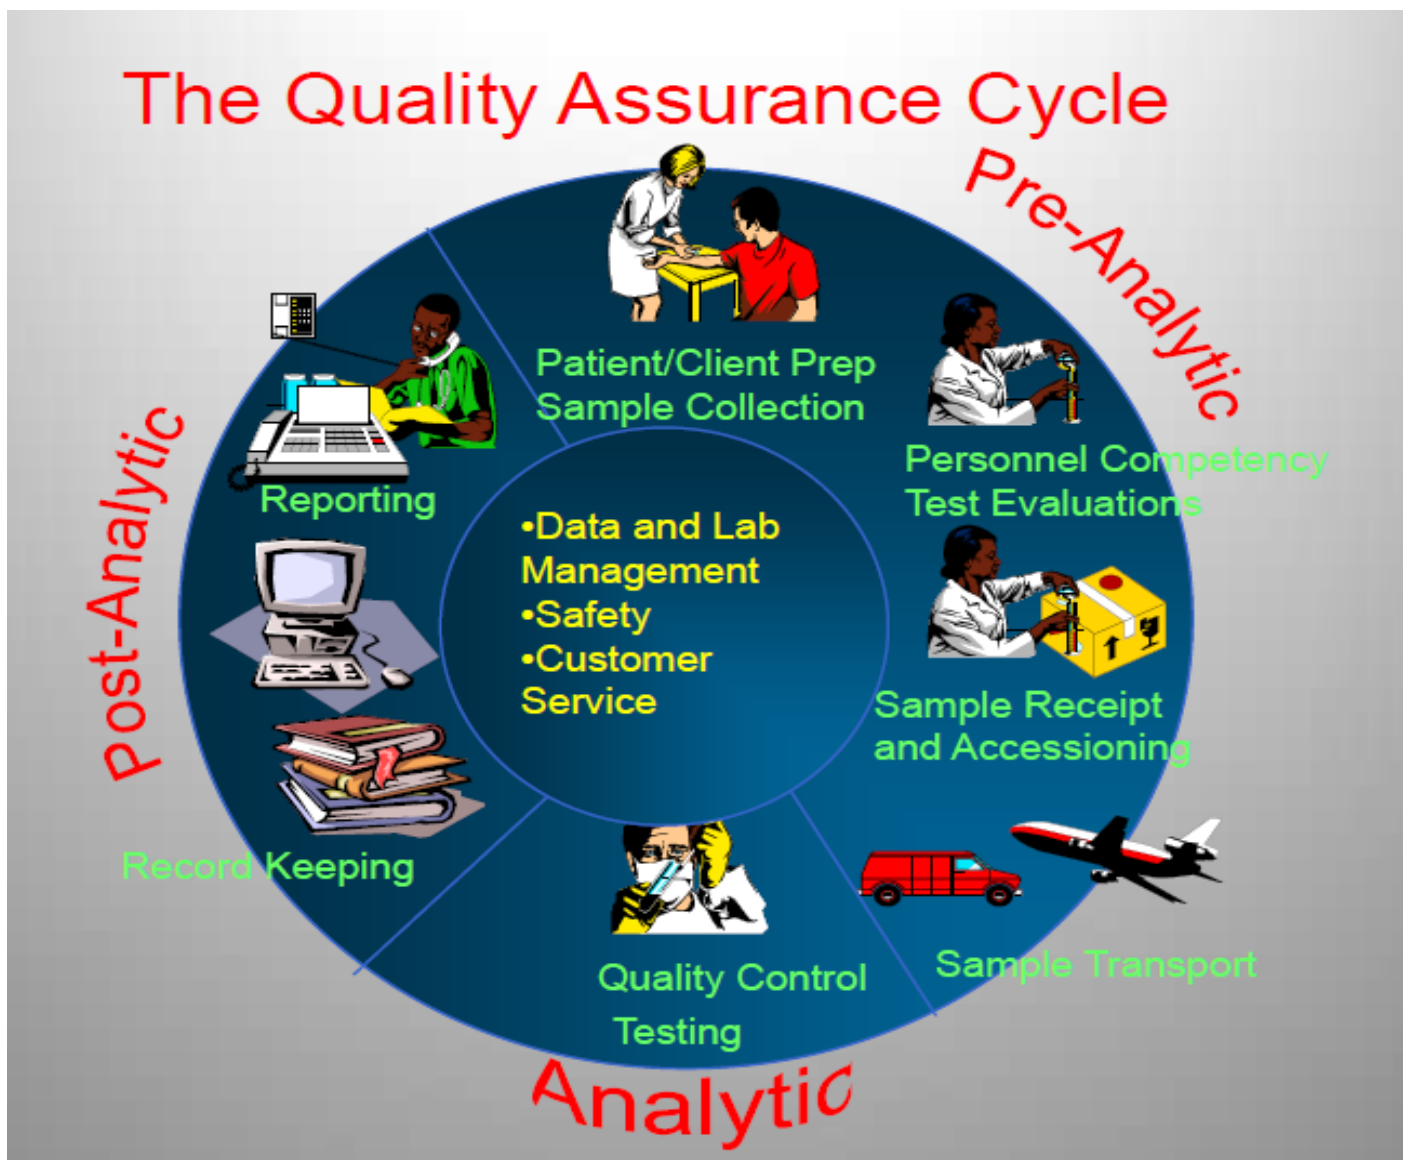 The Quality Assurance Cycle
Pre-Analytic
Patient/Client Prep
Sample Collection
Personnel Competency
Test Evaluations
Sample Receipt
and Accessioning
Sample Transport
Quality Control
Testing
Analytic
Record Keeping
Reporting
Post-Analytic
•Data and Lab
Management
•Safety
•Customer
Service